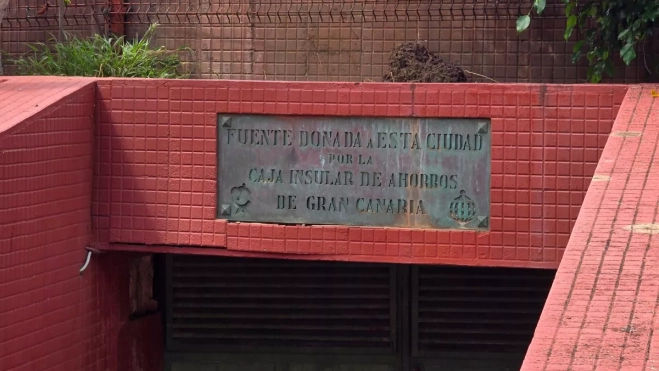 FUENTE DONADA A ESTA CIUDAD
POR LA
CAJA INSULAR DE AHORROS
DE GRAN CANARIA